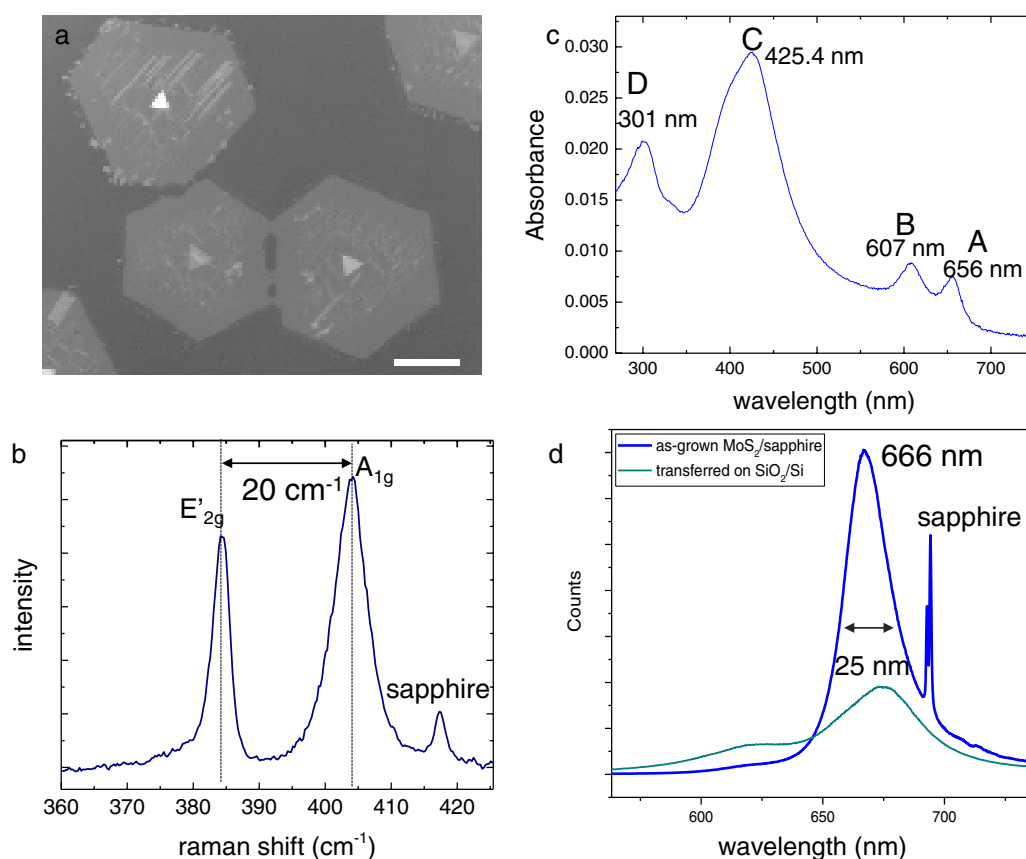 a
b
E'2g
20 cm-1
A1g
sapphire
intensity
360 370 380 390 400 410 420
raman shift (cm-1)
c
D
301 nm
C
425.4 nm
B
607 nm
A
656 nm
Absorbance
0.030
0.025
0.020
0.015
0.010
0.005
0.000
300 400 500 600 700
wavelength (nm)
d
as-grown MoS2/sapphire
transferred on SiO2/Si
666 nm
sapphire
25 nm
Counts
600 650 700
wavelength (nm)